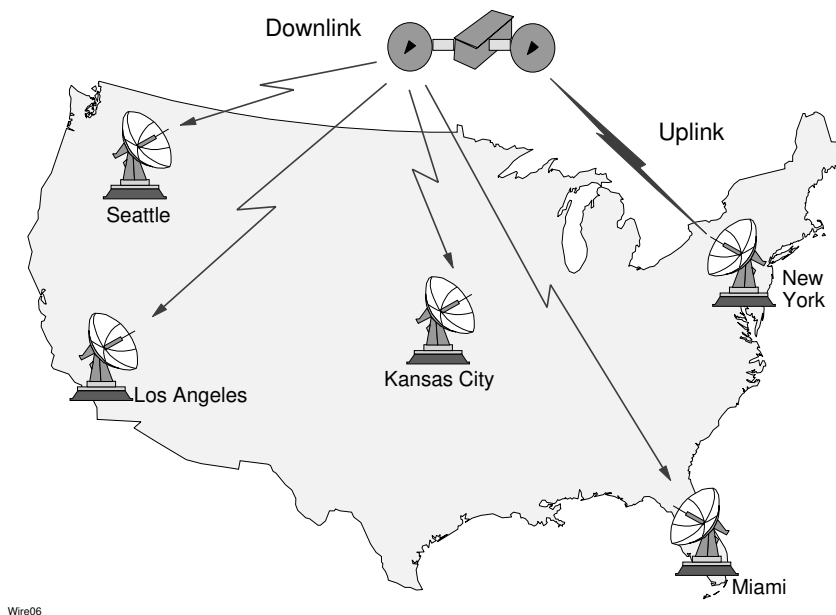 Downlink
Uplink
Seattle
New
York
Kansas City
Los Angeles
Miami
Wire06